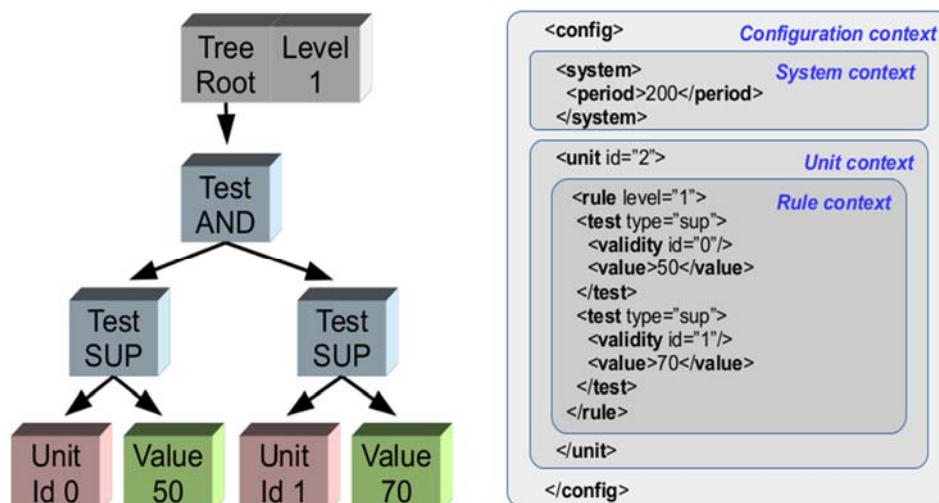 Tree Level
Root 1
Test
AND
Test Test
SUP SUP
Unit Value Unit Value
Id 0 50 Id 1 70
<config> Configuration context
<system> System context
<period>200</period>
</system>
<unit id="2"> Unit context
<rule level="1"> Rule context
<test type="sup">
<validity id="0"/>
<value>50</value>
</test>
<test type="sup">
<validity id="1"/>
<value>70</value>
</test>
</rule>
</unit>
</config>